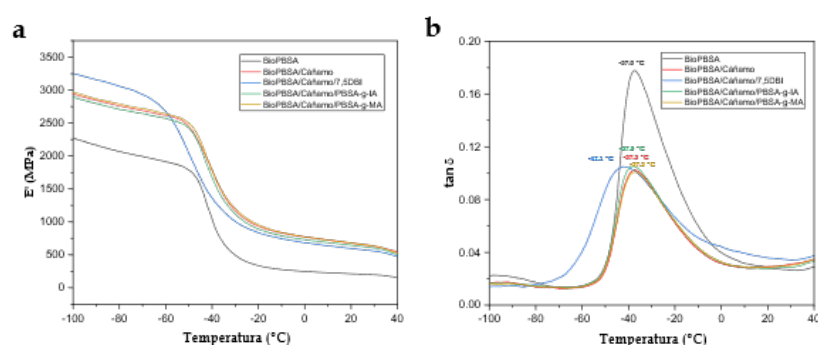 a
3500
3000
2500
2000
1500
1000
500
0
E' (MPa)
-100
-80
-60
-40
-20
0
20
40
Temperatura (°C)
BioPBSA
BioPBSA/Cáñamo
BioPBSA/Cáñamo/7,5DBI
BioPBSA/Cáñamo/PBSA-g-IA
BioPBSA/Cáñamo/PBSA-g-MA
b
0.20
0.16
0.12
0.08
0.04
0.00
tan δ
-100
-80
-60
-40
-20
0
20
40
Temperatura (°C)
BioPBSA
BioPBSA/Cáñamo
BioPBSA/Cáñamo/7,5DBI
BioPBSA/Cáñamo/PBSA-g-IA
BioPBSA/Cáñamo/PBSA-g-MA